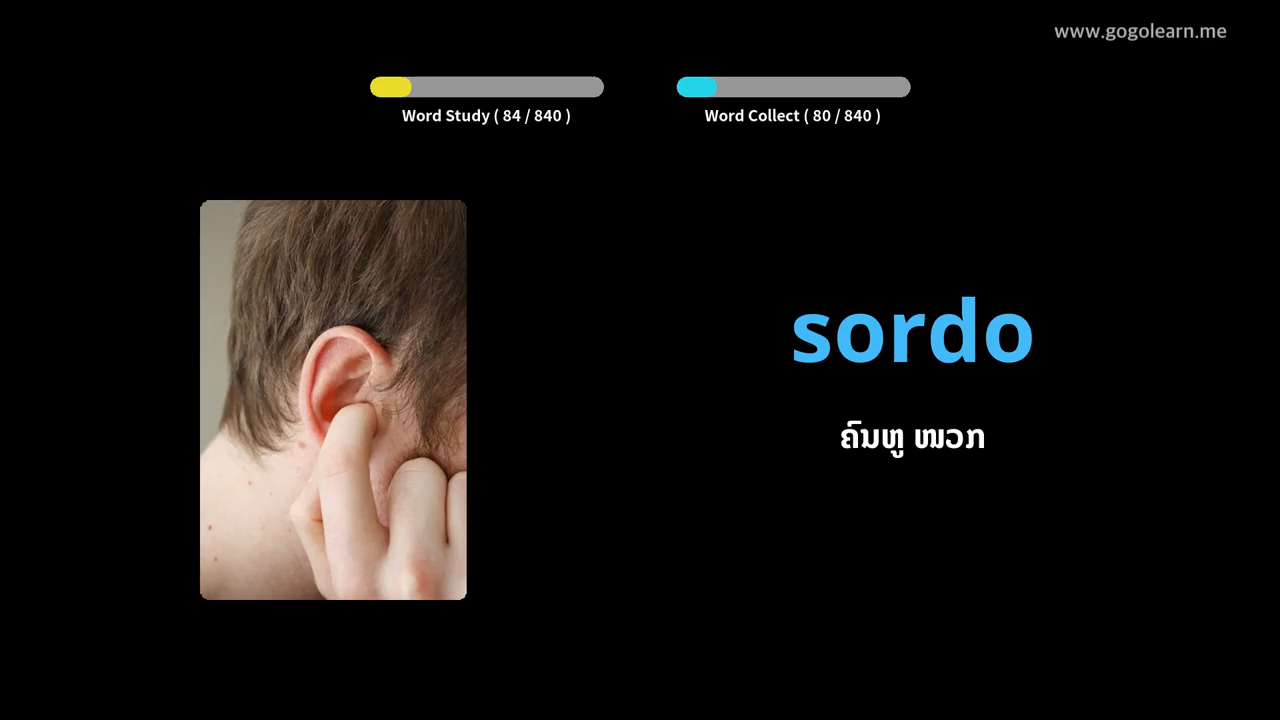 www.gogolearn.me
Word Study ( 84 / 840 )
Word Collect ( 80 / 840 )
sordo
ຄົນຫູ ໜວກ